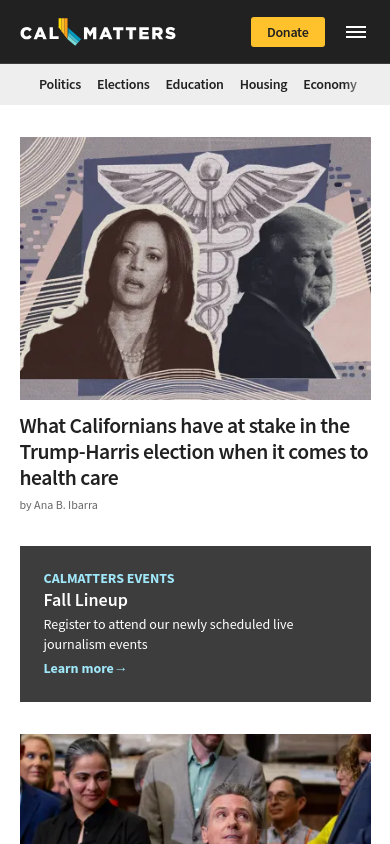 CAL MATTERS
Donate
Politics Elections Education Housing Economy
What Californians have at stake in the
Trump-Harris election when it comes to
health care
by Ana B. Ibarra
CALMATTERS EVENTS
Fall Lineup
Register to attend our newly scheduled live
journalism events
Learn more→